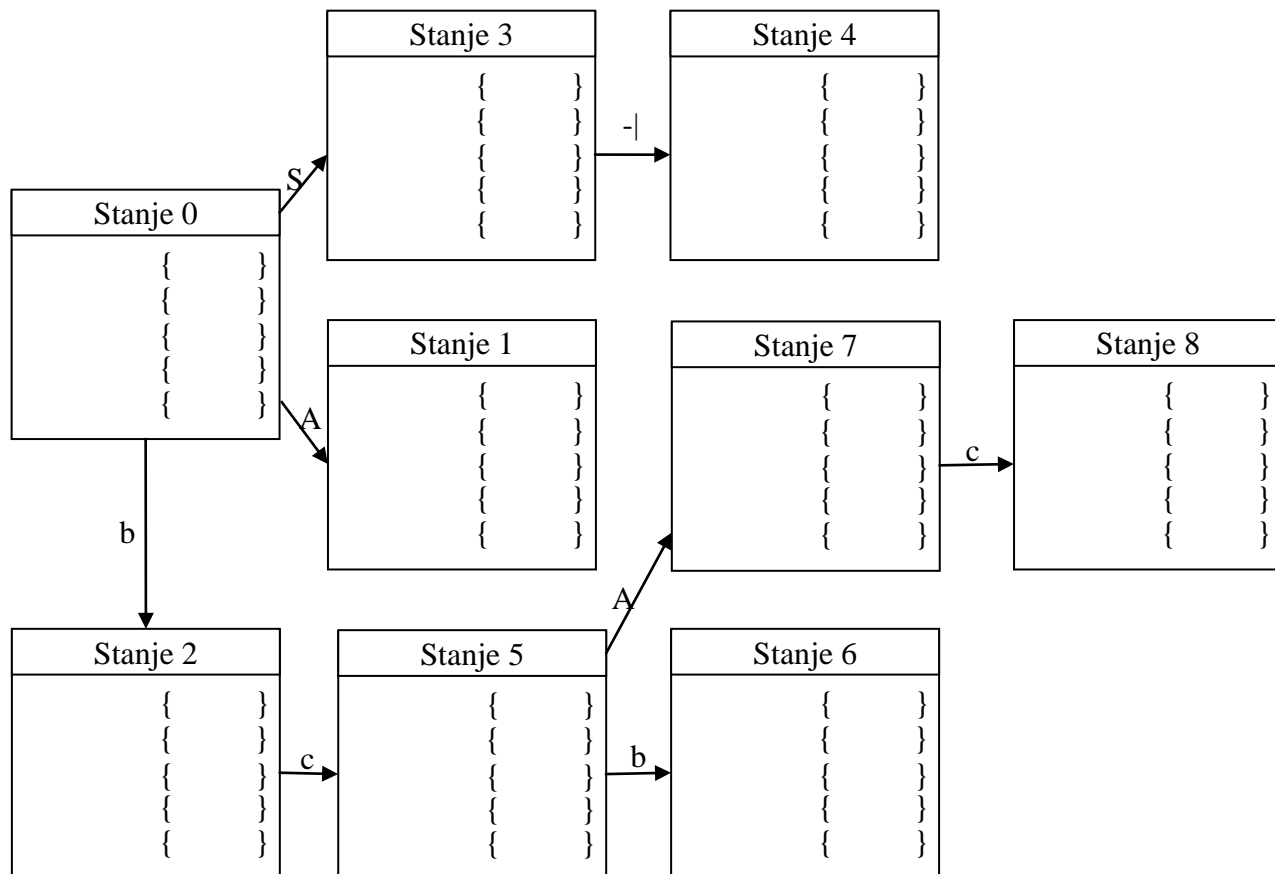 Stanje 3
{ }
{ }
{ }
{ }
{ }
Stanje 4
{ }
{ }
{ }
{ }
{ }
S
-|
Stanje 0
{ }
{ }
{ }
{ }
{ }
Stanje 1
{ }
{ }
{ }
{ }
{ }
A
Stanje 7
{ }
{ }
{ }
{ }
{ }
c
Stanje 8
{ }
{ }
{ }
{ }
{ }
b
A
Stanje 2
{ }
{ }
{ }
{ }
{ }
c
Stanje 5
{ }
{ }
{ }
{ }
{ }
b
Stanje 6
{ }
{ }
{ }
{ }
{ }